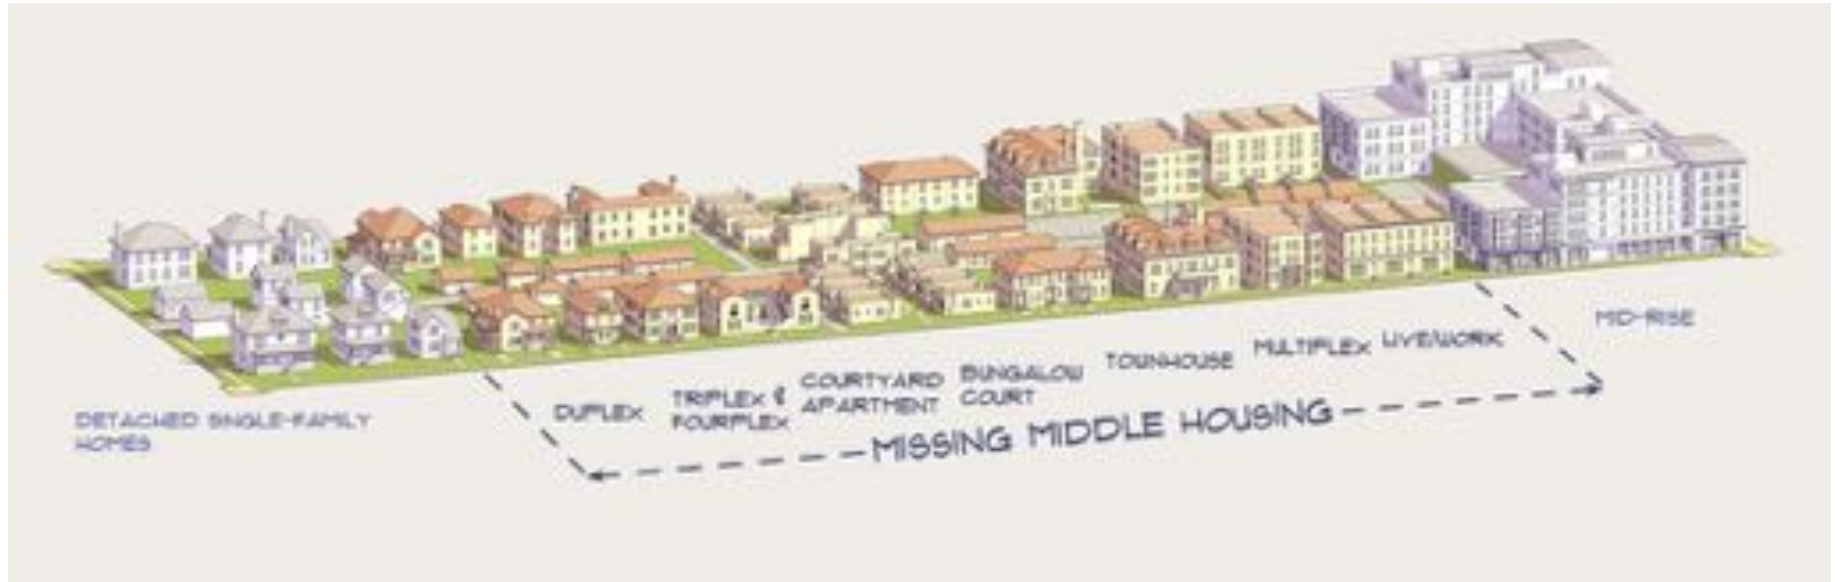 DETACHED SINGLE-FAMILY
HOMES
DUPLEX
TRIPLEX &
FOURPLEX
COURTYARD
APARTMENT
BUNGALOW
COURT
TOWNHOUSE
MULTIPLEX
LIVE/WORK
MISSING MIDDLE HOUSING
MID-RISE